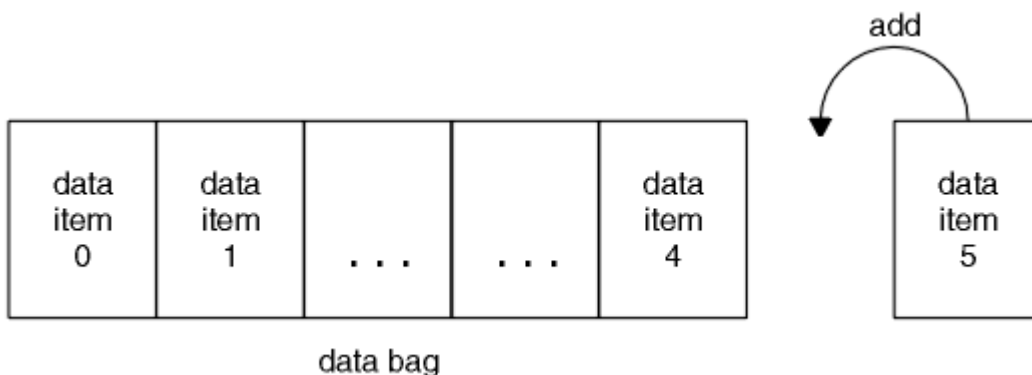 add
data
item
0
data
item
1
. . .
. . .
data
item
4
data
item
5
data bag